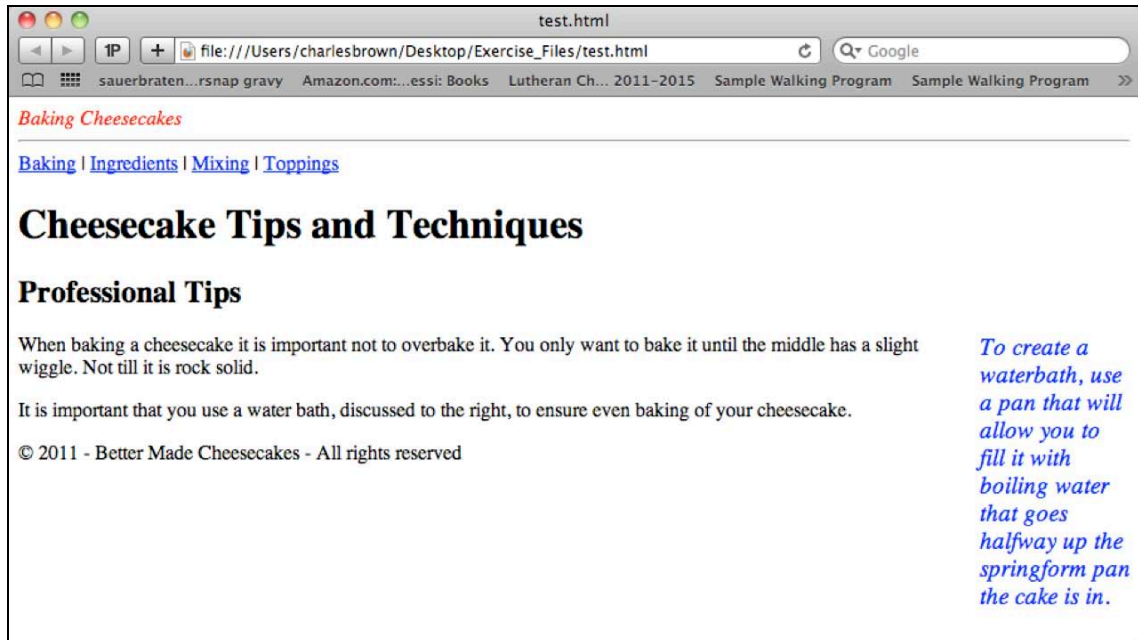 test.html
1P + file:///Users/charlesbrown/Desktop/Exercise_Files/test.html Google
sauerbraten...rsnap gravy Amazon.com:...essi: Books Lutheran Ch... 2011-2015 Sample Walking Program Sample Walking Program >>
Baking Cheesecakes
Baking | Ingredients | Mixing | Toppings
Cheesecake Tips and Techniques
Professional Tips
When baking a cheesecake it is important not to overbake it. You only want to bake it until the middle has a slight
wiggle. Not till it is rock solid.
It is important that you use a water bath, discussed to the right, to ensure even baking of your cheesecake.
© 2011 - Better Made Cheesecakes - All rights reserved
To create a
waterbath, use
a pan that will
allow you to
fill it with
boiling water
that goes
halfway up the
springform pan
the cake is in.